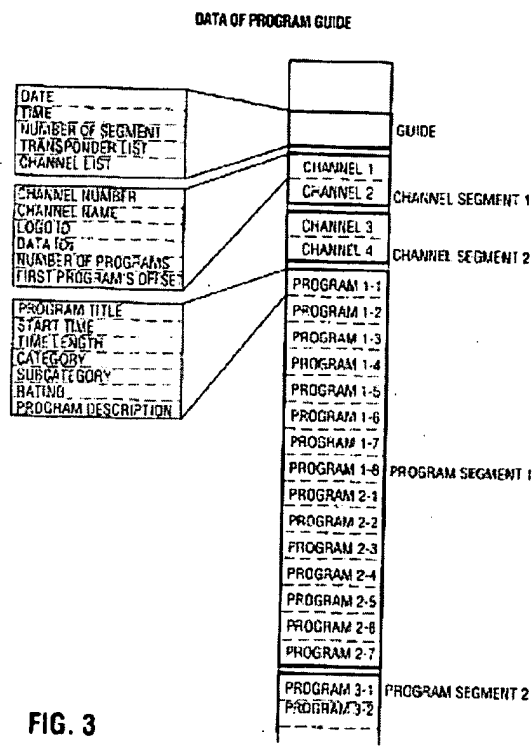 DATA OF PROGRAM GUIDE
DATE
TIME
NUMBER OF SEGMENT
TRANSPONDER LIST
CHANNEL LIST
GUIDE
CHANNEL NUMBER
CHANNEL NAME
LOGO ID
DATA ID
NUMBER OF PROGRAMS
FIRST PROGRAM'S OFFSET
CHANNEL 1
CHANNEL 2
CHANNEL SEGMENT 1
CHANNEL 3
CHANNEL 4
CHANNEL SEGMENT 2
PROGRAM TITLE
START TIME
TIME LENGTH
CATEGORY
SUBCATEGORY
RATING
PROGRAM DESCRIPTION
PROGRAM 1-1
PROGRAM 1-2
PROGRAM 1-3
PROGRAM 1-4
PROGRAM 1-5
PROGRAM 1-6
PROGRAM 1-7
PROGRAM 1-8
PROGRAM SEGMENT 1
PROGRAM 2-1
PROGRAM 2-2
PROGRAM 2-3
PROGRAM 2-4
PROGRAM 2-5
PROGRAM 2-6
PROGRAM 2-7
PROGRAM 3-1
PROGRAM SEGMENT 2
PROGRAM 3-2
FIG. 3